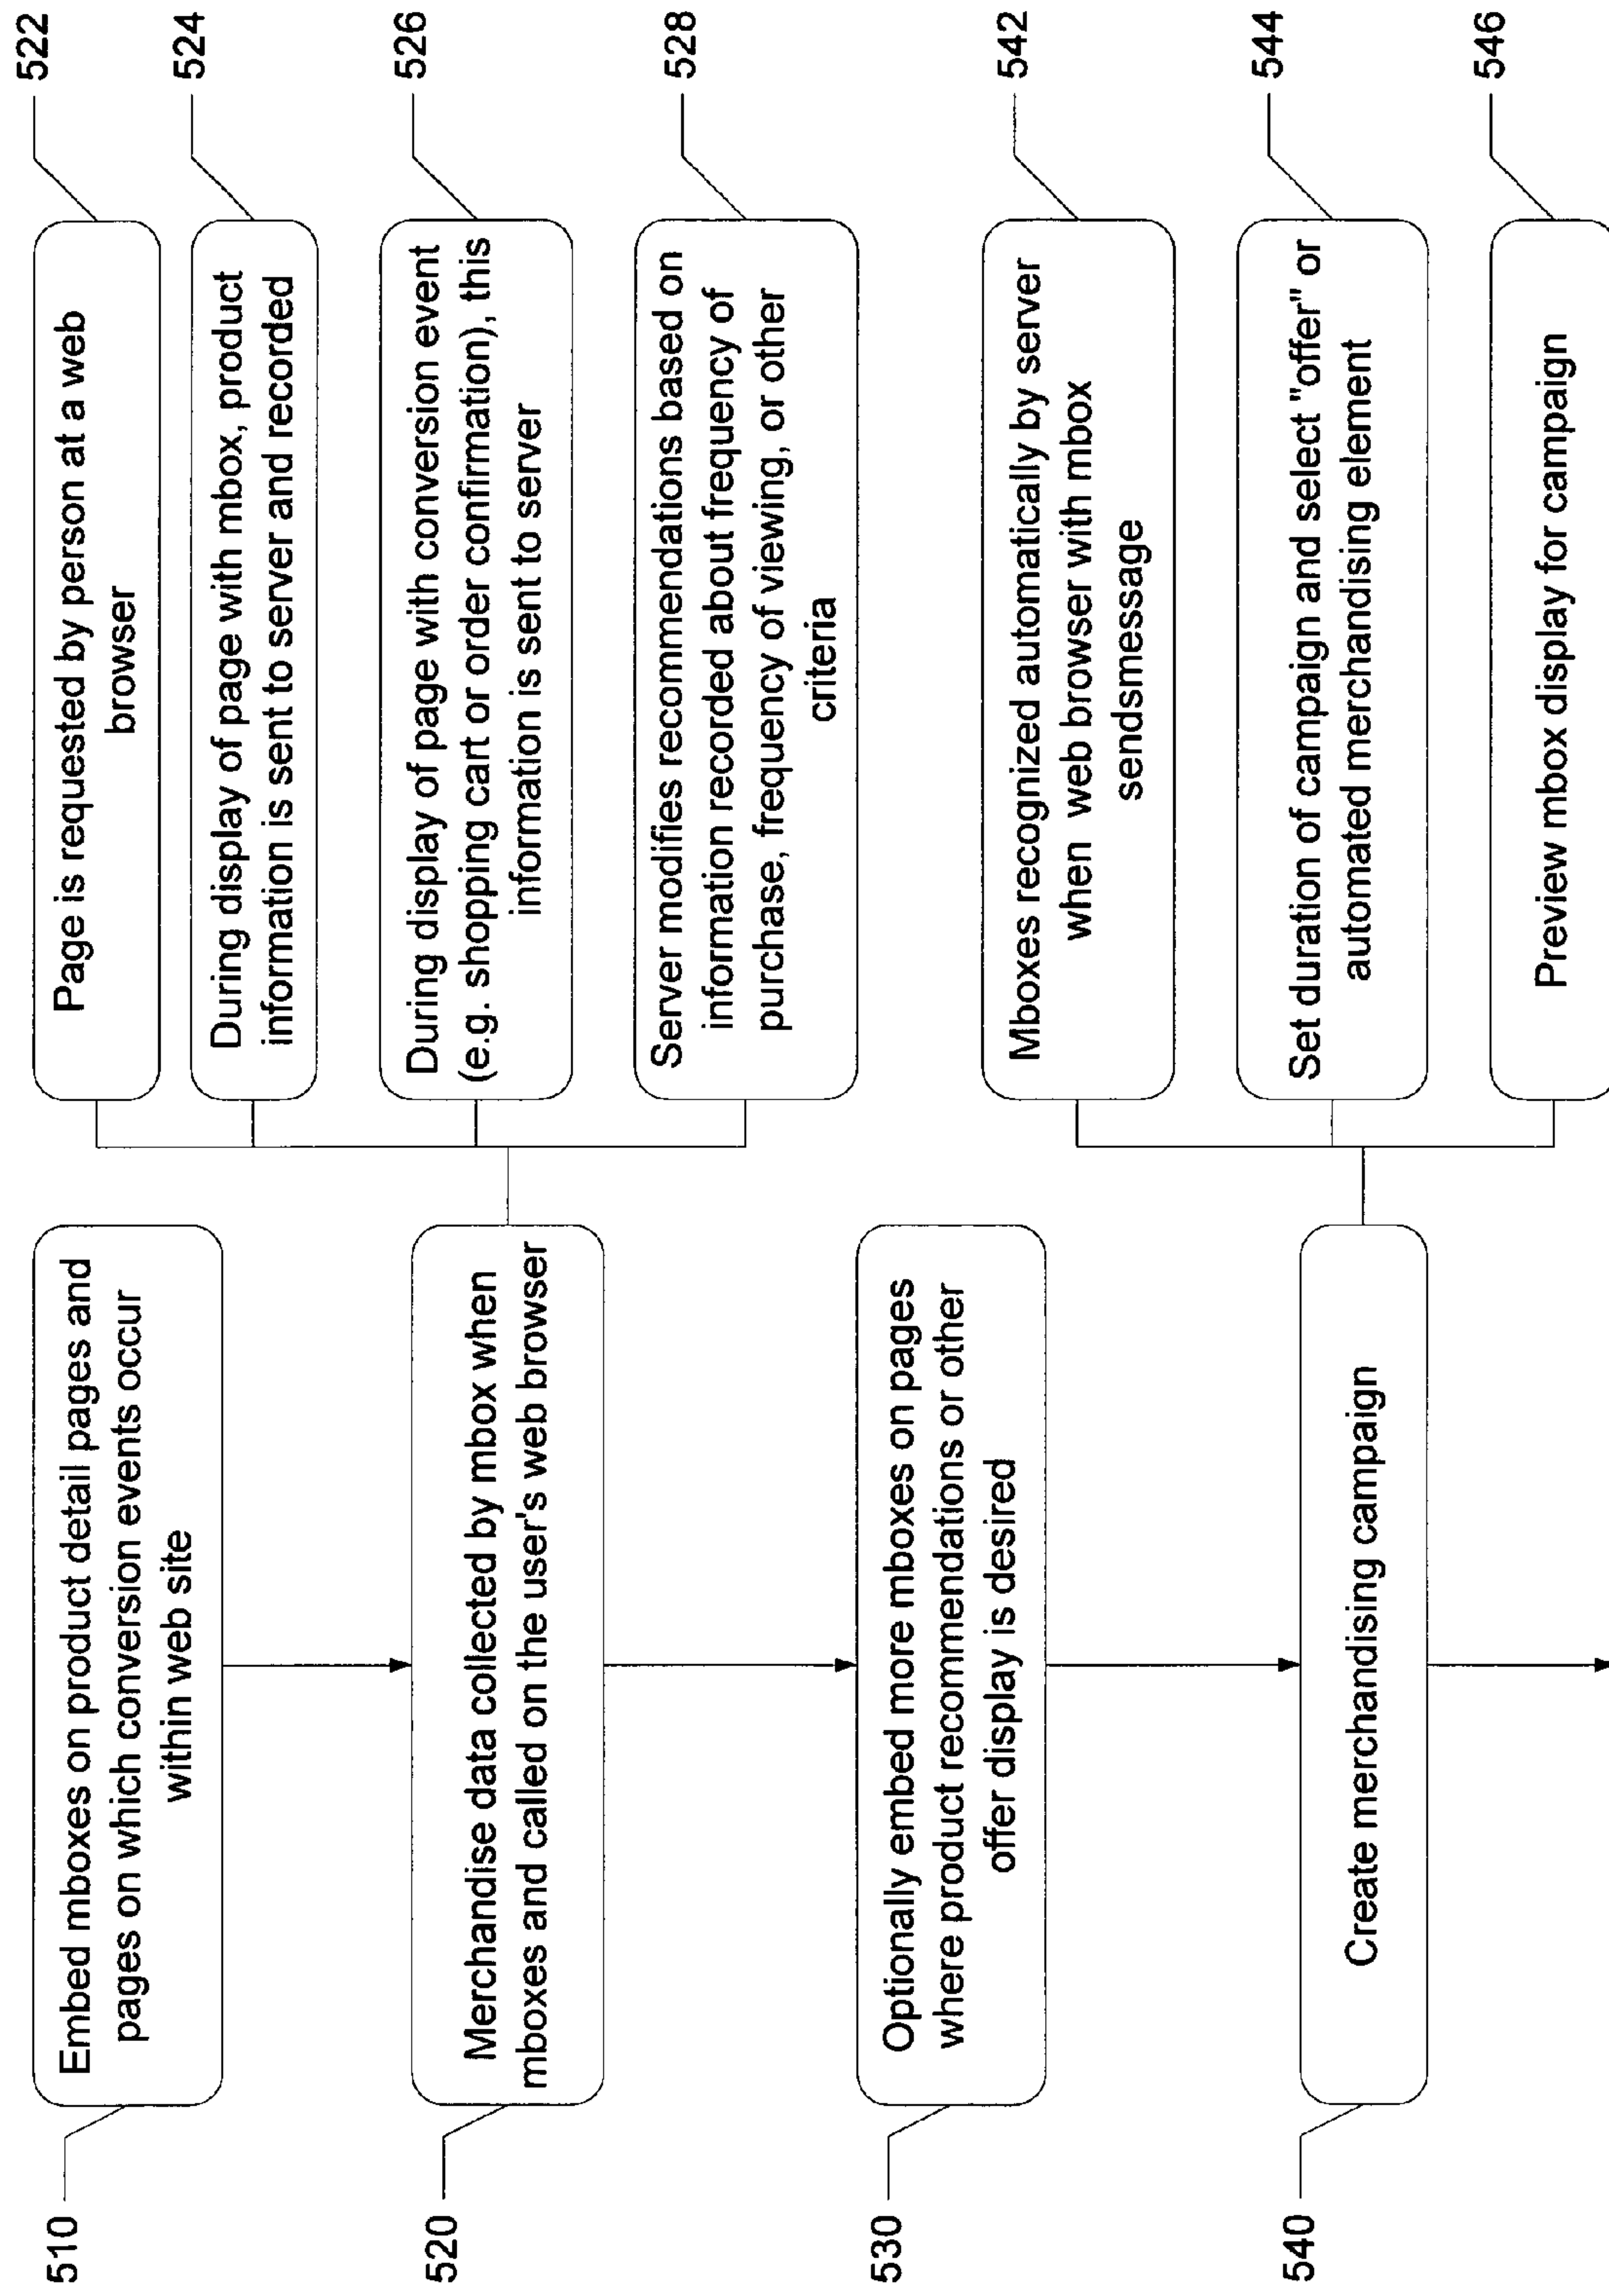 510
Embed mboxes on product detail pages and
pages on which conversion events occur
within web site
520
Merchandise data collected by mbox when
mboxes and called on the user's web browser
522
Page is requested by person at a web
browser
524
During display of page with mbox, product
information is sent to server and recorded
526
During display of page with conversion event
(e.g. shopping cart or order confirmation), this
information is sent to server
528
Server modifies recommendations based on
information recorded about frequency of
purchase, frequency of viewing, or other
criteria
530
Optionally embed more mboxes on pages
where product recommendations or other
offer display is desired
540
Create merchandising campaign
542
Mboxes recognized automatically by server
when web browser with mbox
sendsmessage
544
Set duration of campaign and select "offer" or
automated merchandising element
546
Preview mbox display for campaign